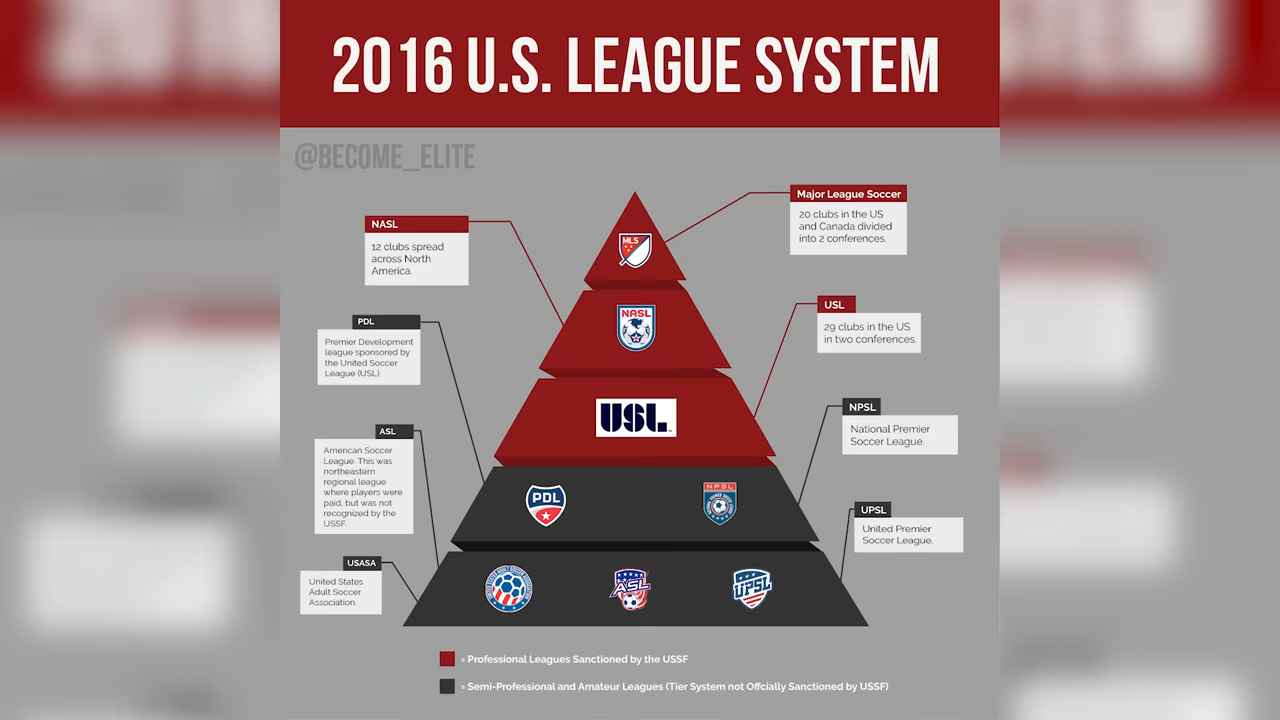 2016 U.S. LEAGUE SYSTEM
@BECOME_ELITE
Major League Soccer
20 clubs in the US
and Canada divided
into 2 conferences.
NASL
12 clubs spread
across North
America.
MLS
USL
29 clubs in the US
in two conferences.
NASL
PDL
Premier Development
league sponsored by
the United Soccer
League (USL).
USL
NPSL
National Premier
Soccer League.
ASL
American Soccer
League. This was
northeastern
regional league
where players were
paid, but was not
recognized by the
USSF.
PDL
NPSL
UPSL
United Premier
Soccer League.
USASA
United States
Adult Soccer
Association.
ASL
UPSL
= Professional Leagues Sanctioned by the USSF
= Semi-Professional and Amateur Leagues (Tier System not Offcially Sanctioned by USSF)